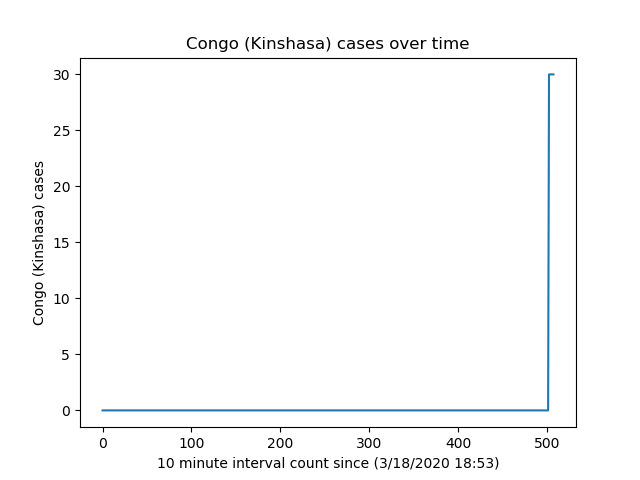 Congo (Kinshasa) cases over time
30
25
20
15
10
5
0
Congo (Kinshasa) cases
0 100 200 300 400 500
10 minute interval count since (3/18/2020 18:53)